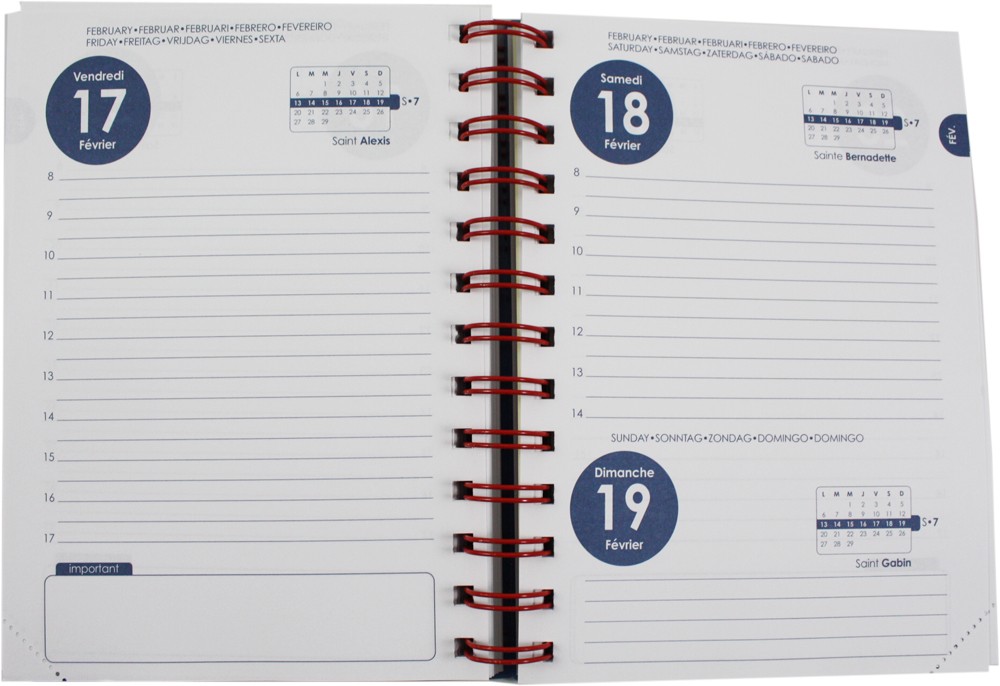 FEBRUARY•FEBRUAR•FEBRUARI•FEBRERO•FEVEREIRO
FRIDAY•FREITAG•VRIJDAG•VIERNES•SEXTA
Vendredi
17
Février
L M M J V S D
1 2 3 4 5
6 7 8 9 10 11 12
13 14 15 16 17 18 19 S•7
20 21 22 23 24 25 26
27 28 29
Saint Alexis
8
9
10
11
12
13
14
15
16
17
important
FEBRUARY•FEBRUAR•FEBRUARI•FEBRERO•FEVEREIRO
SATURDAY•SAMSTAG•ZATERDAG•SÁBADO•SABADO
Samedi
18
Février
L M M J V S D
1 2 3 4 5
6 7 8 9 10 11 12
13 14 15 16 17 18 19 S•7
20 21 22 23 24 25 26
27 28 29
FÉV.
Sainte Bernadette
8
9
10
11
12
13
14
SUNDAY•SONNTAG•ZONDAG•DOMINGO•DOMINGO
Dimanche
19
Février
L M M J V S D
1 2 3 4 5
6 7 8 9 10 11 12
13 14 15 16 17 18 19 S•7
20 21 22 23 24 25 26
27 28 29
Saint Gabin